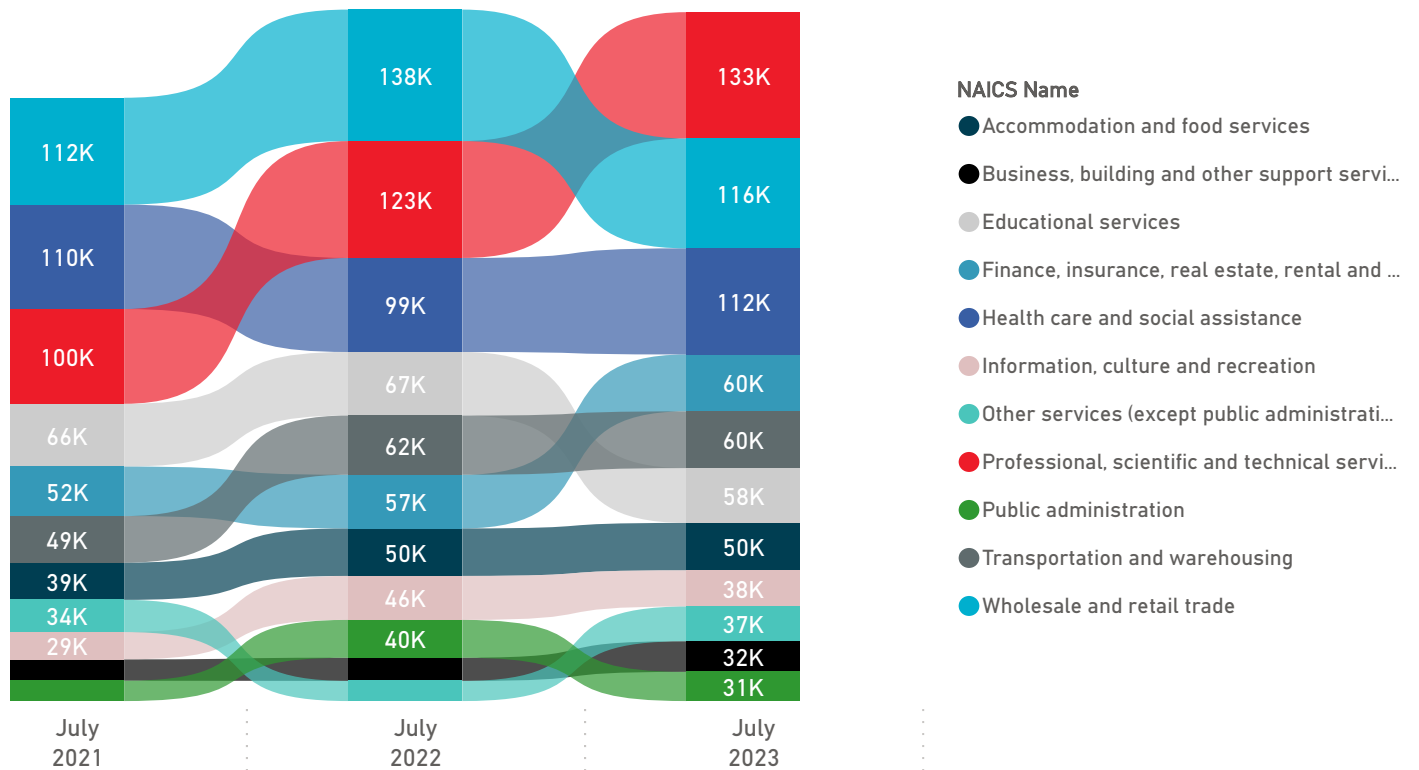 112K
110K
100K
66K
52K
49K
39K
34K
29K
138K
123K
99K
67K
62K
57K
50K
46K
40K
133K
116K
112K
60K
60K
58K
50K
38K
37K
32K
31K
July
2021
July
2022
July
2023
NAICS Name
Accommodation and food services
Business, building and other support servi...
Educational services
Finance, insurance, real estate, rental and ...
Health care and social assistance
Information, culture and recreation
Other services (except public administrati...
Professional, scientific and technical servi...
Public administration
Transportation and warehousing
Wholesale and retail trade